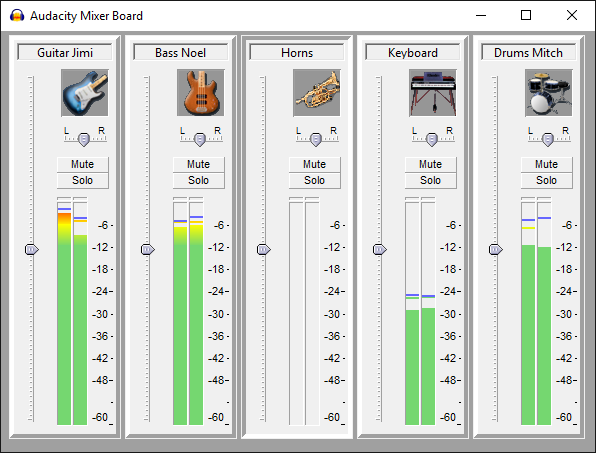 Audacity Mixer Board
Guitar Jimi
L R
Mute
Solo
-6-
-12-
-18-
-24-
-30-
-36-
-42-
-48-
-60-
Bass Noel
L R
Mute
Solo
-6-
-12-
-18-
-24-
-30-
-36-
-42-
-48-
-60-
Horns
L R
Mute
Solo
-6-
-12-
-18-
-24-
-30-
-36-
-42-
-48-
-60-
Keyboard
L R
Mute
Solo
-6-
-12-
-18-
-24-
-30-
-36-
-42-
-48-
-60-
Drums Mitch
L R
Mute
Solo
-6-
-12-
-18-
-24-
-30-
-36-
-42-
-48-
-60-